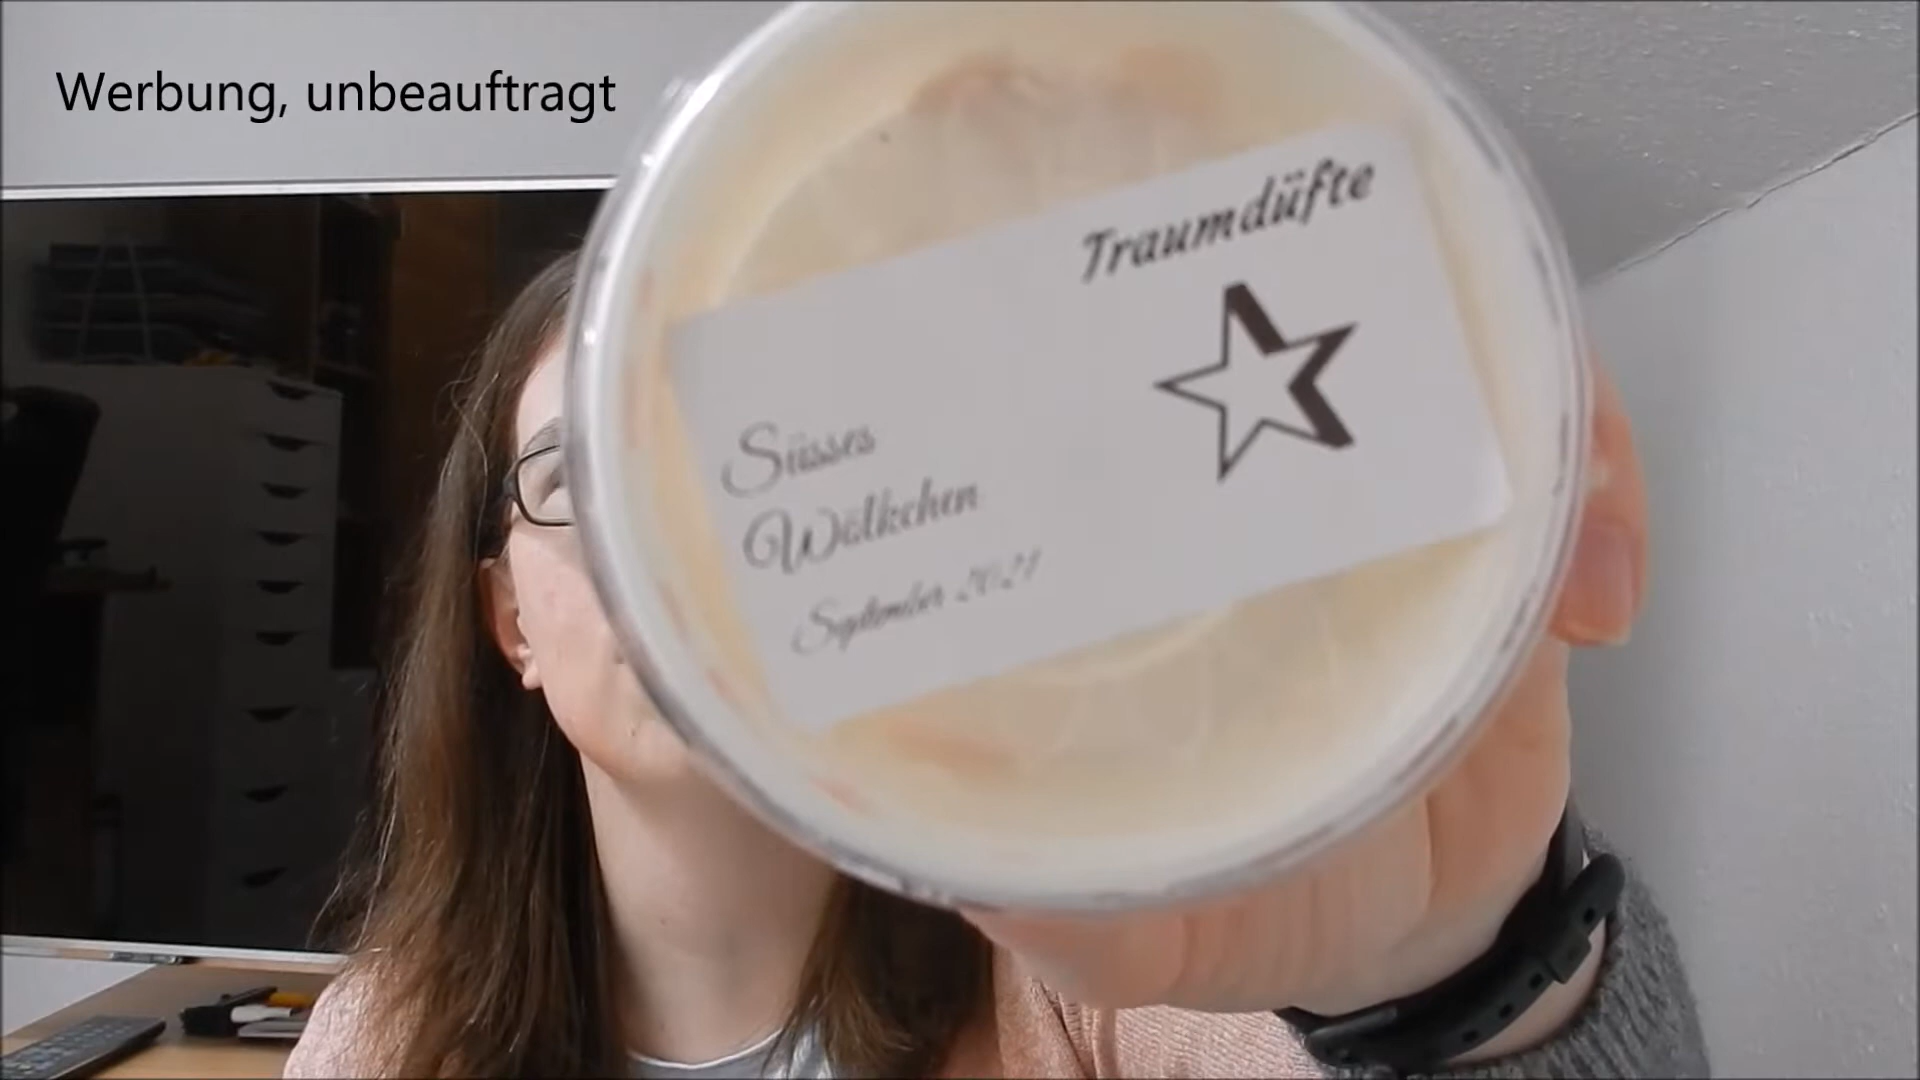 Werbung, unbeauftragt
Traumdüfte
Süsses
Wölkchen
September 2021